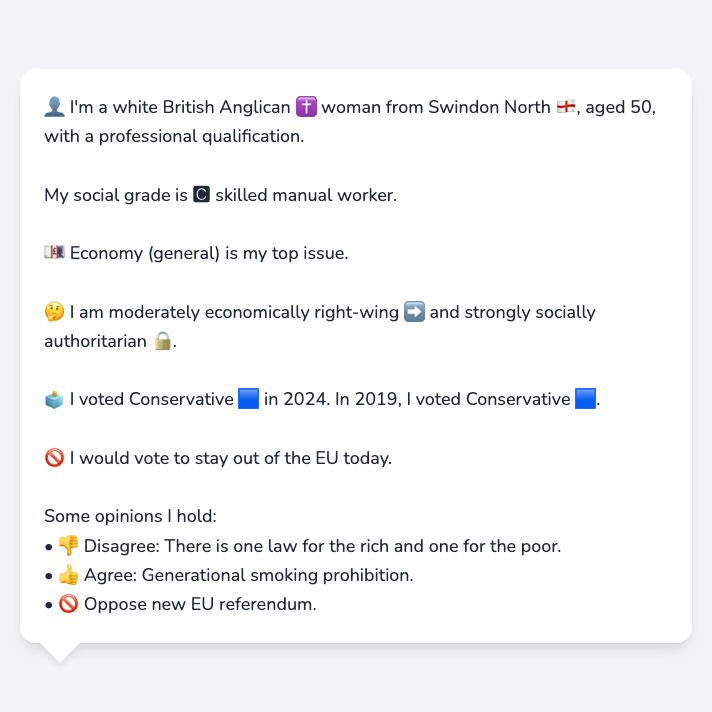 👤 I'm a white British Anglican ✝️ woman from Swindon North 🏴󠁧󠁢󠁥󠁮󠁧󠁿, aged 50,
with a professional qualification.
My social grade is 🅲 skilled manual worker.
💷 Economy (general) is my top issue.
🤔 I am moderately economically right-wing ➡️ and strongly socially
authoritarian 🔒.
🗳️ I voted Conservative 🟦 in 2024. In 2019, I voted Conservative 🟦.
🚫 I would vote to stay out of the EU today.
Some opinions I hold:
• 👎 Disagree: There is one law for the rich and one for the poor.
• 👍 Agree: Generational smoking prohibition.
• 🚫 Oppose new EU referendum.